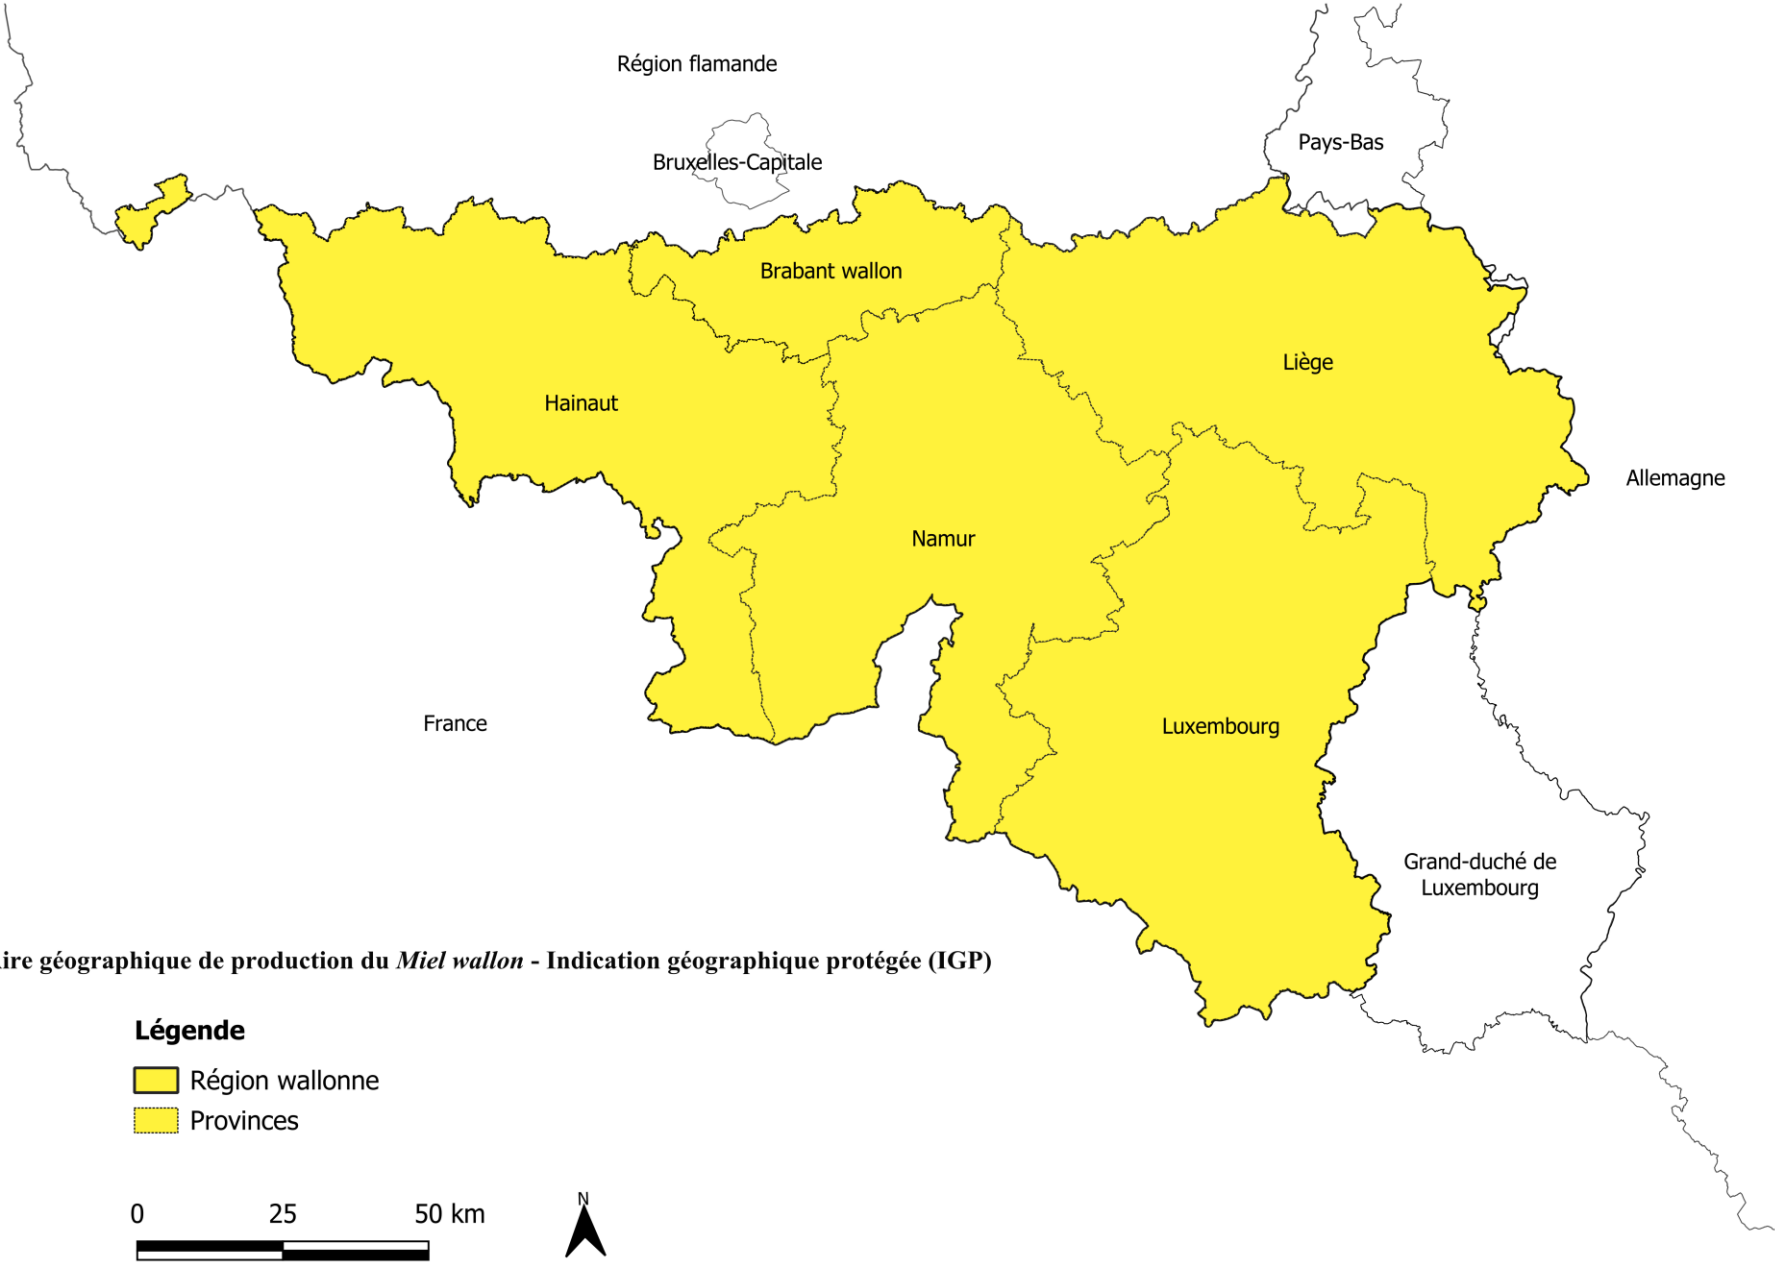 Région flamande
Pays-Bas
Bruxelles-Capitale
Brabant wallon
Liège
Hainaut
Allemagne
Namur
France
Luxembourg
Grand-duché de
Luxembourg
géographique de production du Miel wallon - Indication géographique protégée (IGP)
Légende
Région wallonne
Provinces
0 25 50 km
N